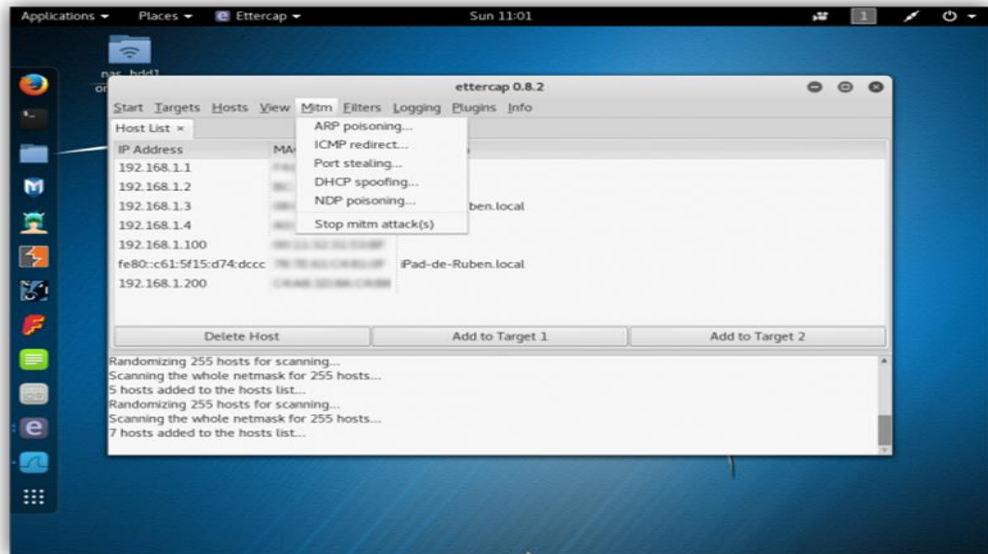 Applications Places Ettercap Sun 11:01 1
nas_hdd1
ettercap 0.8.2
Start Targets Hosts View Mitm Filters Logging Plugins Info
Host List ×
ARP poisoning...
ICMP redirect...
Port stealing...
DHCP spoofing...
NDP poisoning...
Stop mitm attack(s)
IP Address
192.168.1.1
192.168.1.2
192.168.1.3 ben.local
192.168.1.4
192.168.1.100
fe80::c61:5f15:d74:dccc iPad-de-Ruben.local
192.168.1.200
Delete Host Add to Target 1 Add to Target 2
Randomizing 255 hosts for scanning...
Scanning the whole netmask for 255 hosts...
5 hosts added to the hosts list...
Randomizing 255 hosts for scanning...
Scanning the whole netmask for 255 hosts...
7 hosts added to the hosts list...